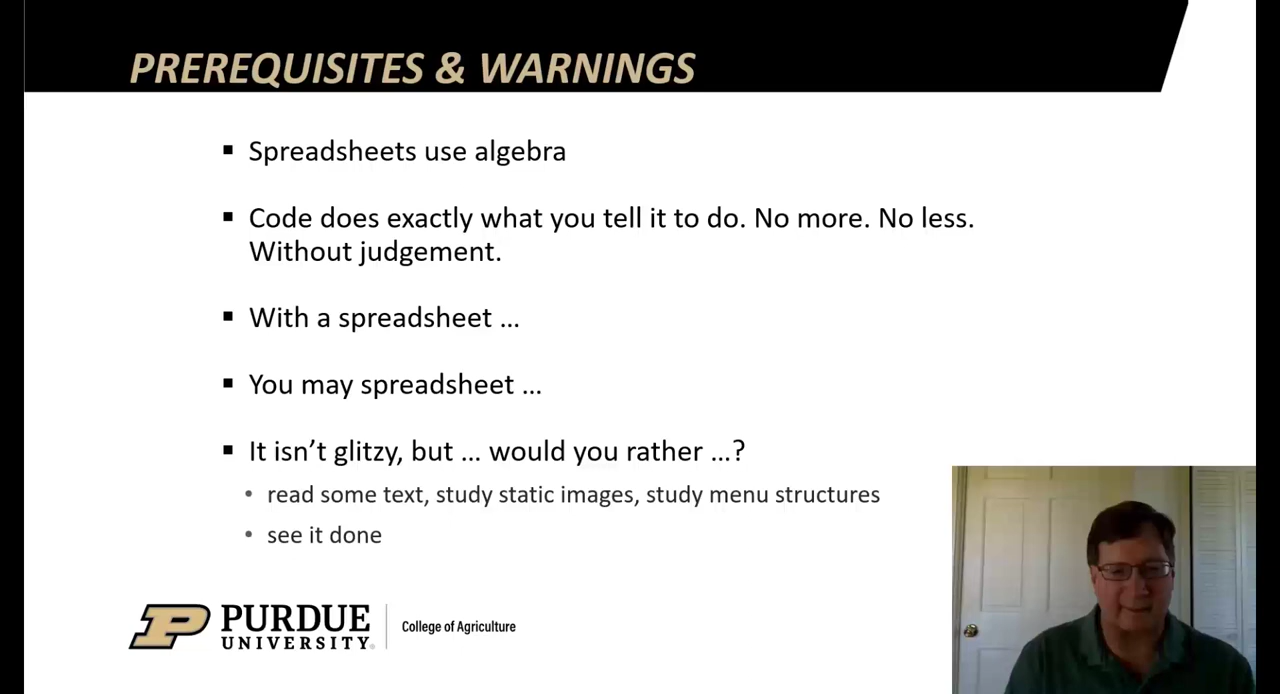 PREREQUISITES & WARNINGS
Spreadsheets use algebra
Code does exactly what you tell it to do. No more. No less.
Without judgement.
With a spreadsheet ...
You may spreadsheet ...
It isn’t glitzy, but ... would you rather ...?
read some text, study static images, study menu structures
see it done
PURDUE
UNIVERSITY®
College of Agriculture